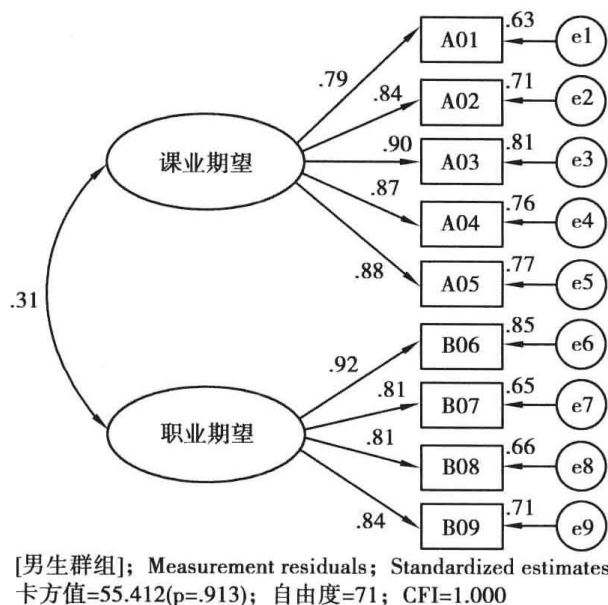 .63
A01
e1
.79
.71
A02
e2
.84
.81
A03
e3
.90
课业期望
.76
A04
e4
.87
.77
A05
e5
.88
.31
.85
B06
e6
.92
.65
B07
e7
.81
职业期望
.66
B08
e8
.81
.71
B09
e9
.84
[男生群组]; Measurement residuals; Standardized estimates
卡方值=55.412(p=.913); 自由度=71; CFI=1.000